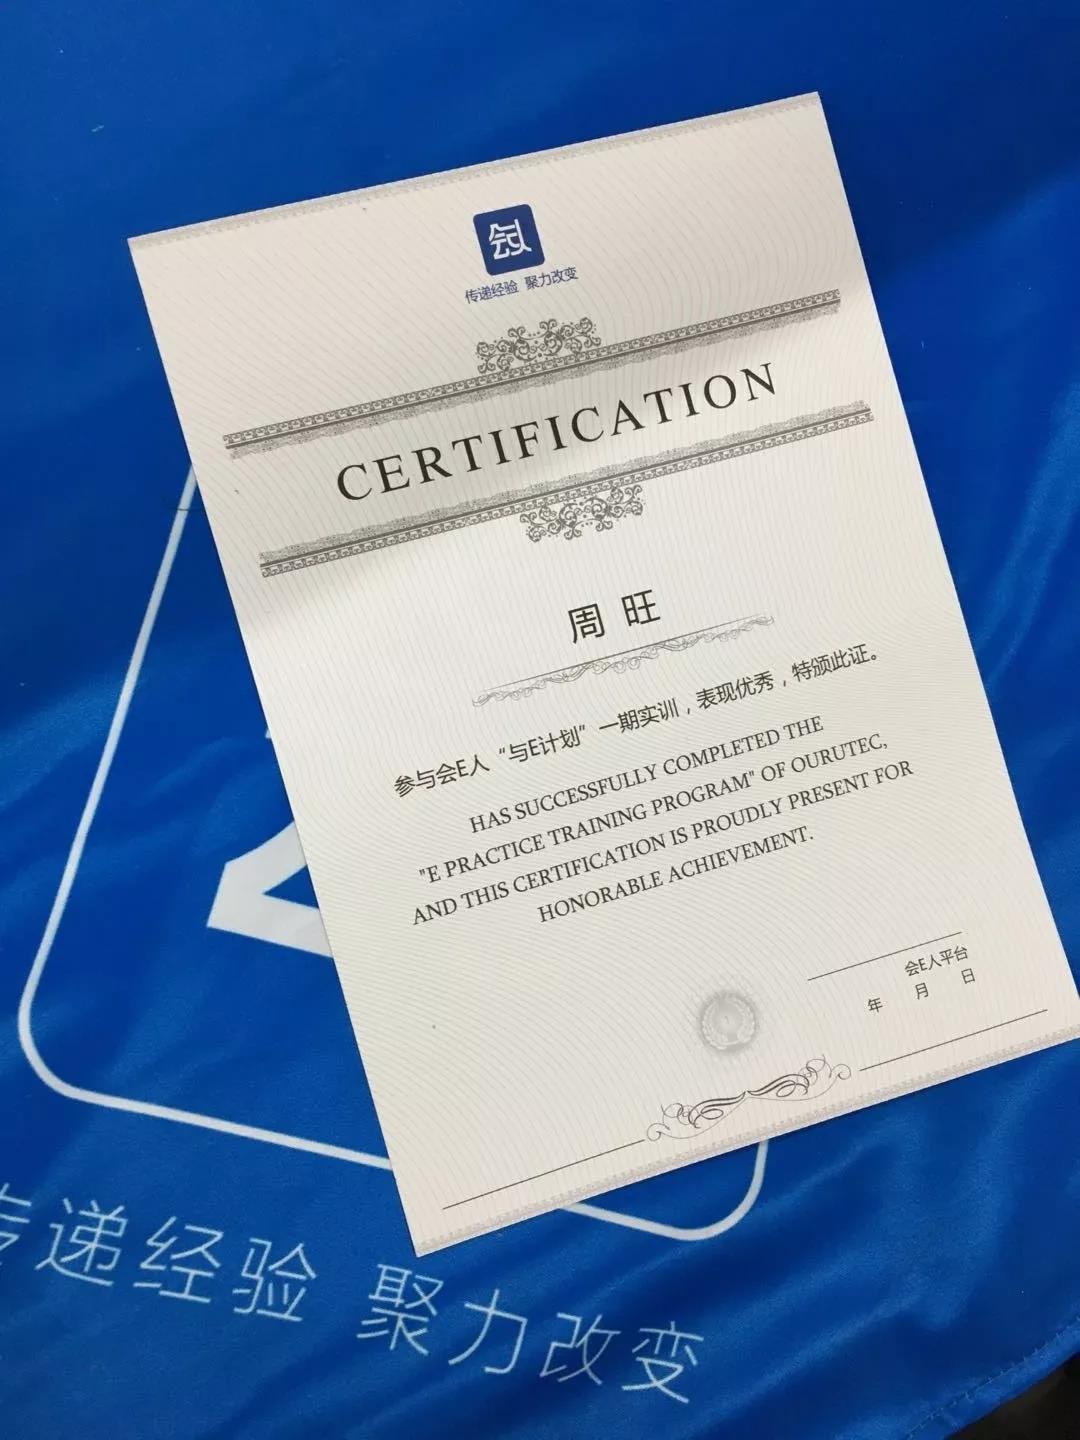 传递经验 聚力改变
CERTIFICATION
周旺
参与会E人“与E计划”一期实训，表现优秀，特颁此证。
HAS SUCCESSFULLY COMPLETED THE
"E PRACTICE TRAINING PROGRAM" OF OURUTEC,
AND THIS CERTIFICATION IS PROUDLY PRESENT FOR
HONORABLE ACHIEVEMENT.
会E人平台
年 月 日
传递经验 聚力改变